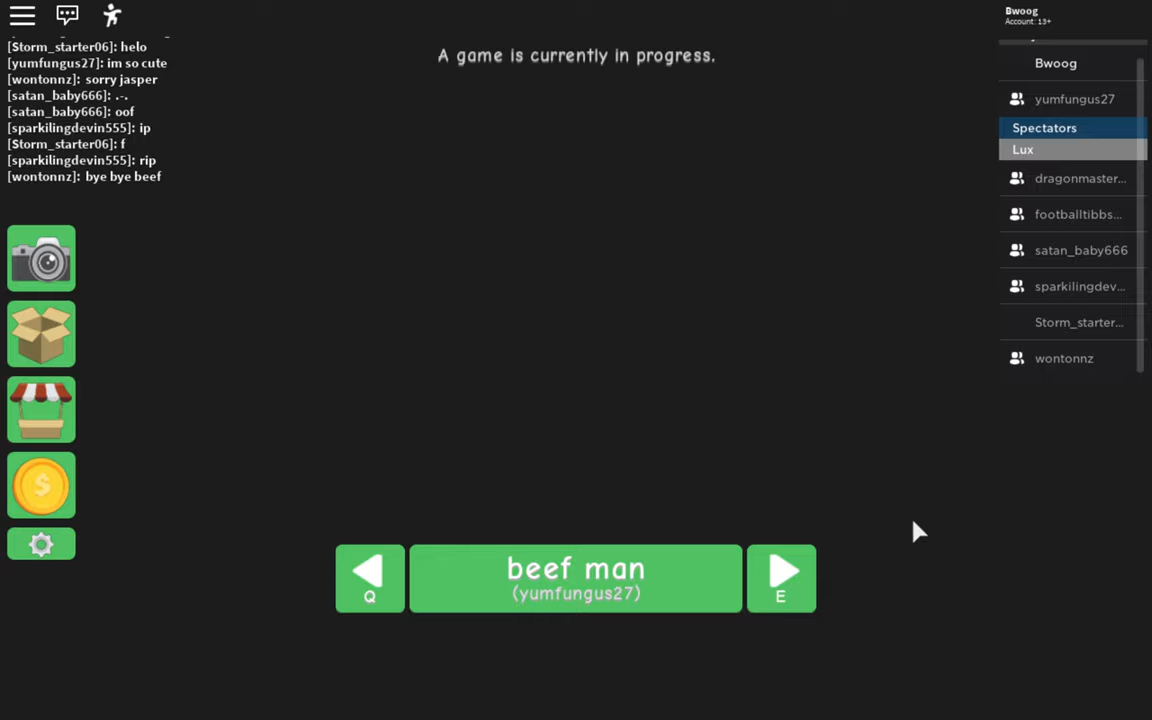 [Storm_starter06]: helo
[yumfungus27]: im so cute
[wontonnz]: sorry jasper
[satan_baby666]: .-.
[satan_baby666]: oof
[sparkilingdevin555]: ip
[Storm_starter06]: f
[sparkilingdevin555]: rip
[wontonnz]: bye bye beef
A game is currently in progress.
Bwoog
Account: 13+
Bwoog
yumfungus27
Spectators
Lux
dragonmaster...
footballtibbs...
satan_baby666
sparkilingdev...
Storm_starter...
wontonnz
Q
beef man
(yumfungus27)
E